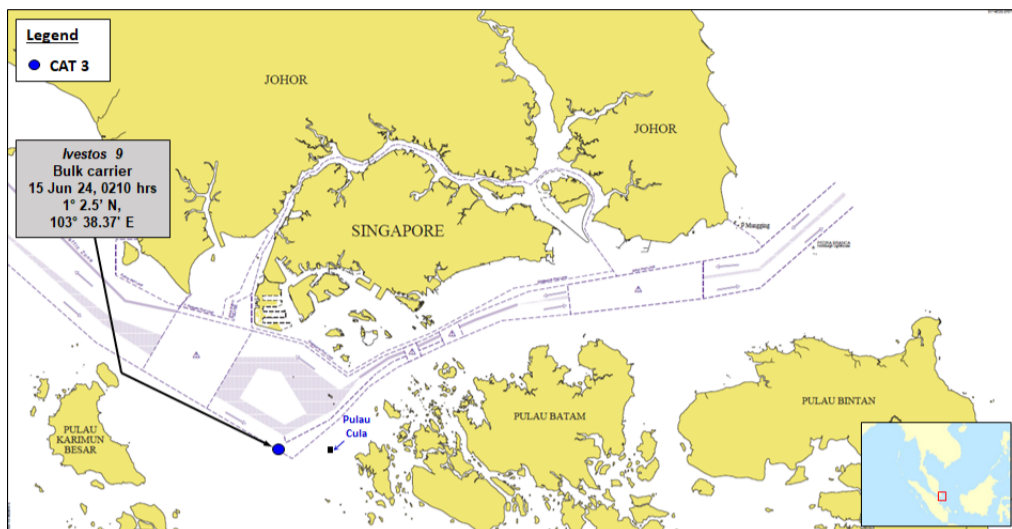 Legend
CAT 3
JOHOR
JOHOR
Ivestos 9
Bulk carrier
15 Jun 24, 0210 hrs
1° 2.5' N,
103° 38.37' E
SINGAPORE
P Mungging
Pulau
Cula
PULAU
KARIMUN
BESAR
PULAU BATAM
PULAU BINTAN